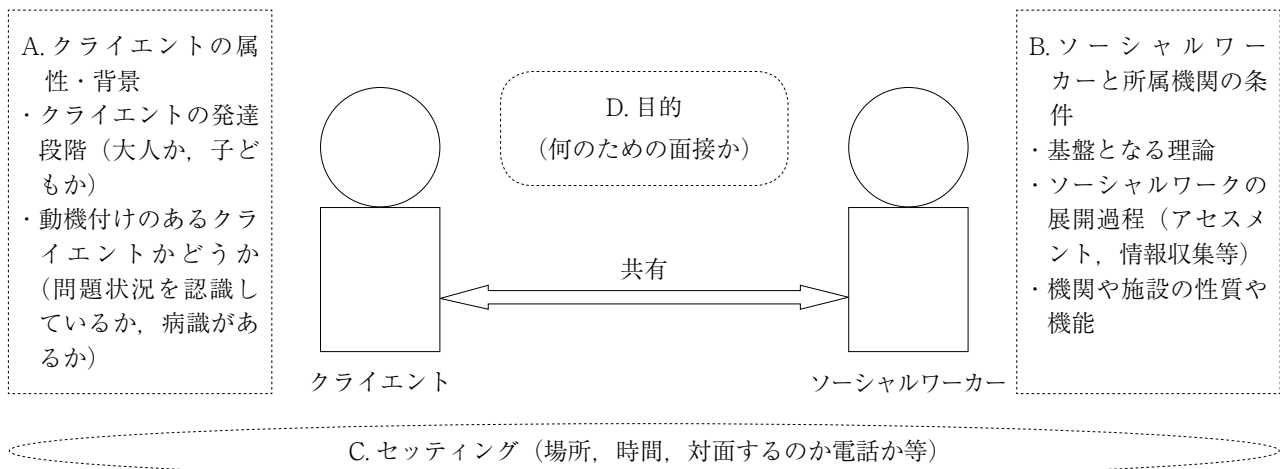 A. クライエントの属
性・背景
・クライエントの発達
段階（大人か，子ど
もか）
・動機付けのあるクラ
イエントかどうか
（問題状況を認識し
ているか，病識があ
るか）
D. 目的
（何のための面接か）
共有
クライエント
ソーシャルワーカー
B. ソーシャルワー
カーと所属機関の条
件
・基盤となる理論
・ソーシャルワークの
展開過程（アセスメ
ント，情報収集等）
・機関や施設の性質や
機能
C. セッティング（場所，時間，対面するのか電話か等）